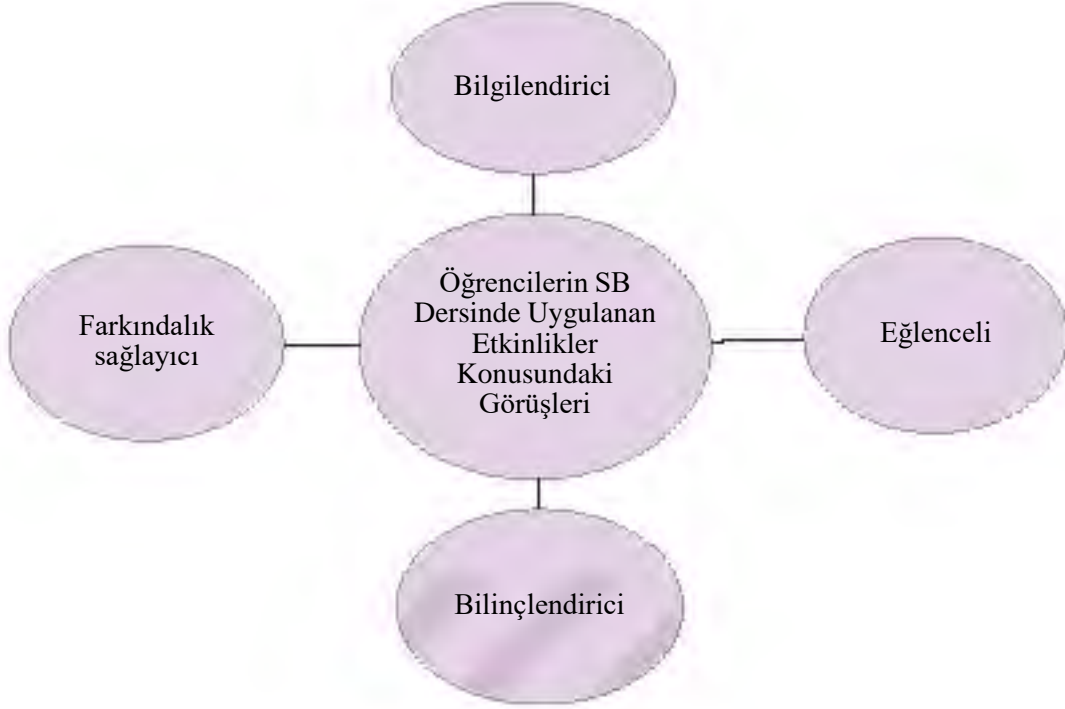 Bilgilendirici
Farkındalık
sağlayıcı
Öğrencilerin SB
Dersinde Uygulanan
Etkinlikler
Konusundaki
Görüşleri
Eğlenceli
Bilinçlendirici